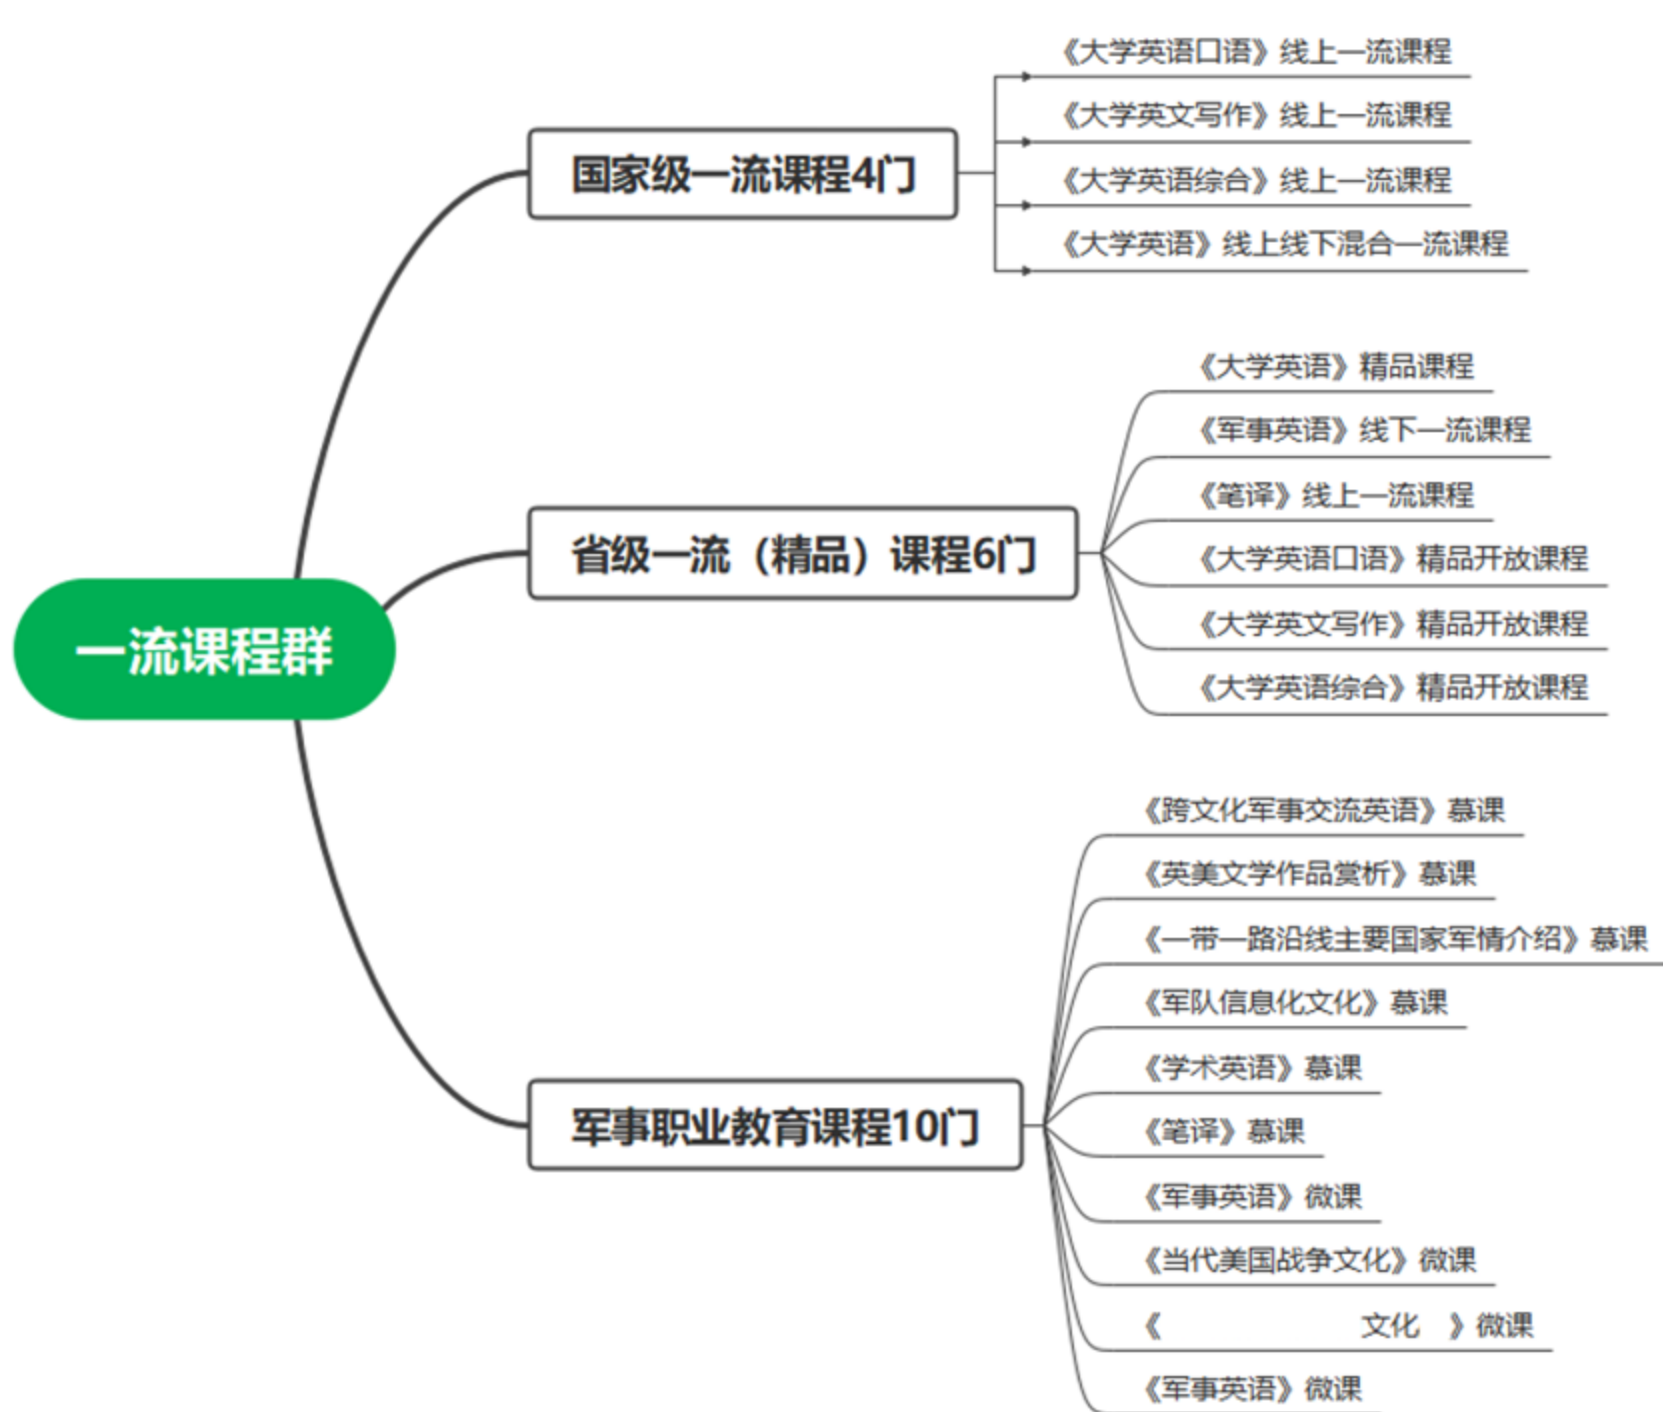 一流课程群
国家级一流课程4门
《大学英语口语》线上一流课程
《大学英文写作》线上一流课程
《大学英语综合》线上一流课程
《大学英语》线上线下混合一流课程
省级一流（精品）课程6门
《大学英语》精品课程
《军事英语》线下一流课程
《笔译》线上一流课程
《大学英语口语》精品开放课程
《大学英文写作》精品开放课程
《大学英语综合》精品开放课程
军事职业教育课程10门
《跨文化军事交流英语》慕课
《英美文学作品赏析》慕课
《一带一路沿线主要国家军情介绍》慕课
《军队信息化文化》慕课
《学术英语》慕课
《笔译》慕课
《军事英语》微课
《当代美国战争文化》微课
《 文化 》微课
《军事英语》微课